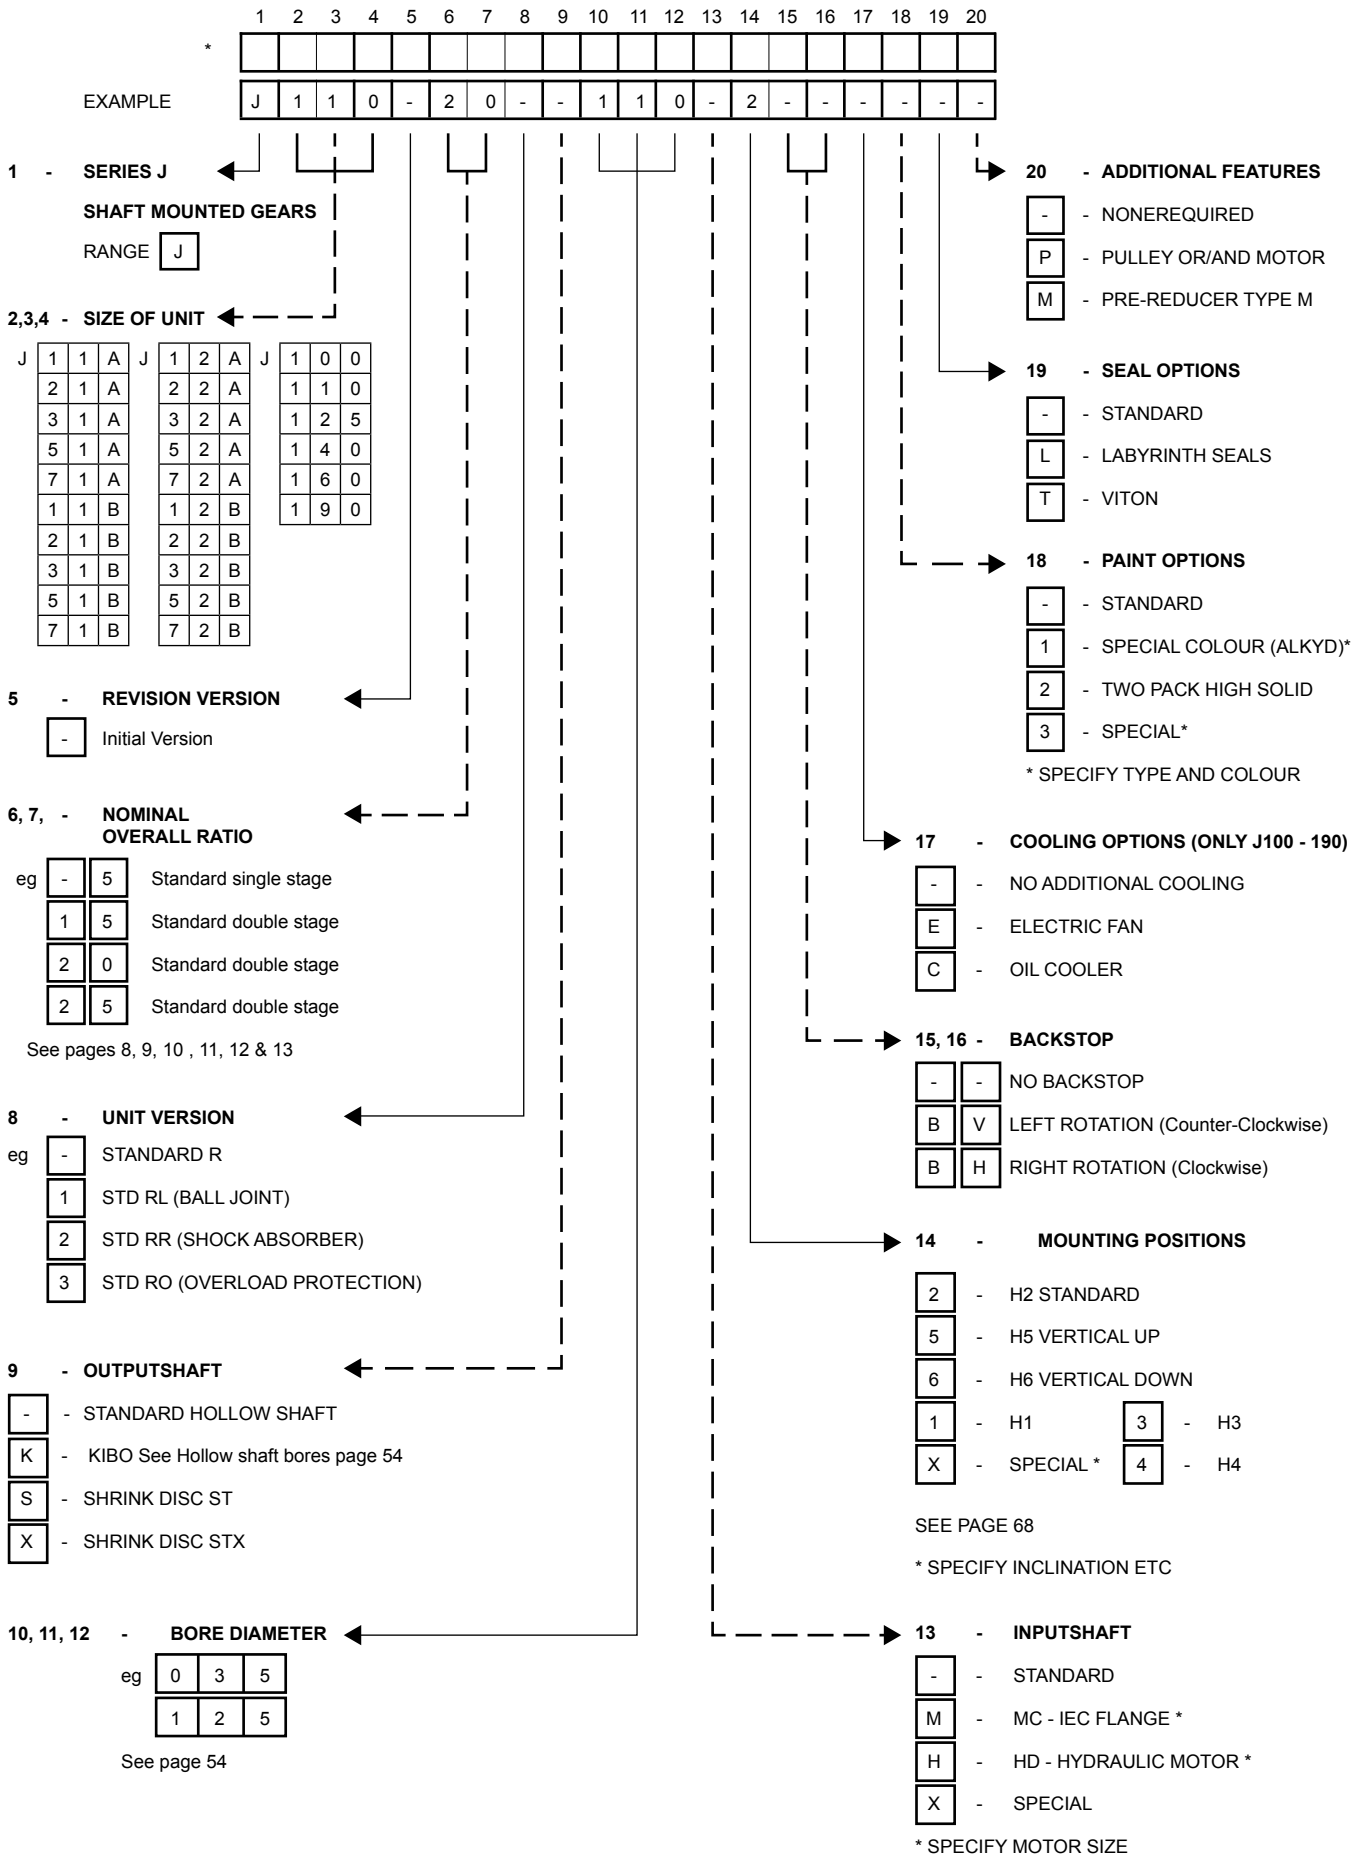 1 2 3 4 5 6 7 8 9 10 11 12 13 14 15 16 17 18 19 20
*
EXAMPLE J 1 1 0 - 2 0 - - 1 1 0 - 2 - - - - - -
1 - SERIES J
SHAFT MOUNTED GEARS
RANGE J
2,3,4 - SIZE OF UNIT
J 1 1 A J 1 2 A J 1 0 0
2 1 A 2 2 A 1 1 0
3 1 A 3 2 A 1 2 5
5 1 A 5 2 A 1 4 0
7 1 A 7 2 A 1 6 0
1 1 B 1 2 B 1 9 0
2 1 B 2 2 B
3 1 B 3 2 B
5 1 B 5 2 B
7 1 B 7 2 B
5 - REVISION VERSION
- Initial Version
6, 7, - NOMINAL
OVERALL RATIO
eg - 5 Standard single stage
1 5 Standard double stage
2 0 Standard double stage
2 5 Standard double stage
See pages 8, 9, 10 , 11, 12 & 13
8 - UNIT VERSION
eg - STANDARD R
1 STD RL (BALL JOINT)
2 STD RR (SHOCK ABSORBER)
3 STD RO (OVERLOAD PROTECTION)
9 - OUTPUTSHAFT
- - STANDARD HOLLOW SHAFT
K - KIBO See Hollow shaft bores page 54
S - SHRINK DISC ST
X - SHRINK DISC STX
10, 11, 12 - BORE DIAMETER
eg 0 3 5
1 2 5
See page 54
20 - ADDITIONAL FEATURES
- - NONEREQUIRED
P - PULLEY OR/AND MOTOR
M - PRE-REDUCER TYPE M
19 - SEAL OPTIONS
- - STANDARD
L - LABYRINTH SEALS
T - VITON
18 - PAINT OPTIONS
- - STANDARD
1 - SPECIAL COLOUR (ALKYD)*
2 - TWO PACK HIGH SOLID
3 - SPECIAL*
* SPECIFY TYPE AND COLOUR
17 - COOLING OPTIONS (ONLY J100 - 190)
- - NO ADDITIONAL COOLING
E - ELECTRIC FAN
C - OIL COOLER
15, 16 - BACKSTOP
- - NO BACKSTOP
B V LEFT ROTATION (Counter-Clockwise)
B H RIGHT ROTATION (Clockwise)
14 - MOUNTING POSITIONS
2 - H2 STANDARD
5 - H5 VERTICAL UP
6 - H6 VERTICAL DOWN
1 - H1 3 - H3
X - SPECIAL * 4 - H4
SEE PAGE 68
* SPECIFY INCLINATION ETC
13 - INPUTSHAFT
- - STANDARD
M - MC - IEC FLANGE *
H - HD - HYDRAULIC MOTOR *
X - SPECIAL
* SPECIFY MOTOR SIZE